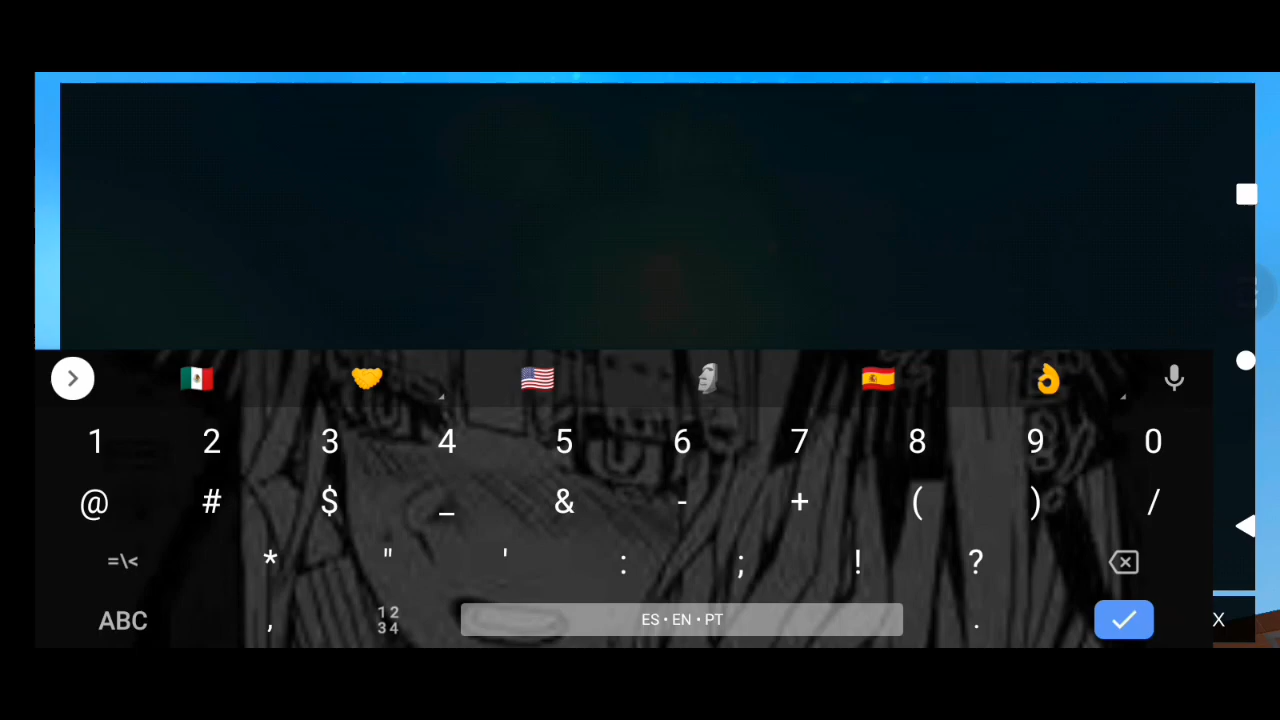 1 2 3 4 5 6 7 8 9 0
@ # $ _ & - + ( ) /
=\< * " ' : ; ! ?
ABC , 12 34 ES • EN • PT . X